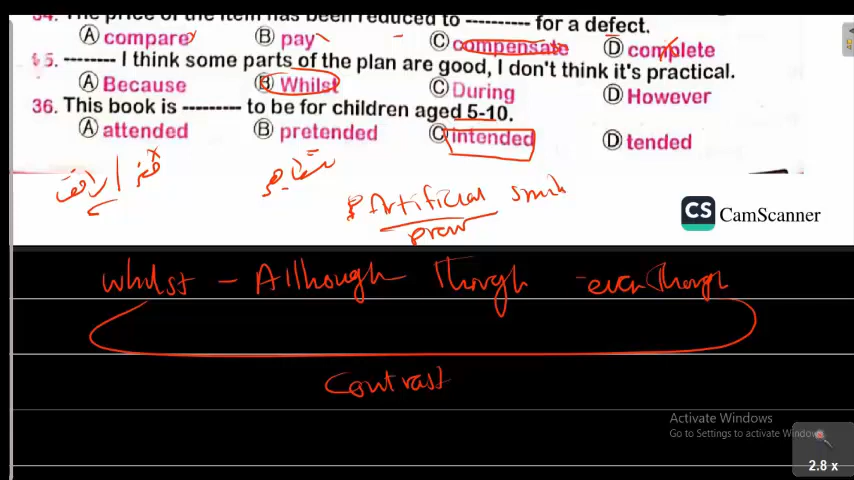 34. The price of the item has been reduced to ---------- for a defect.
A compare B pay C compensate D complete
35. -------- I think some parts of the plan are good, I don't think it's practical.
A Because B Whilst C During D However
36. This book is --------- to be for children aged 5-10.
A attended B pretended C intended D tended
Artificial
CS CamScanner
whilst - Although Though - even though
Contrast
Activate Windows
Go to Settings to activate Windows.
2.8 x